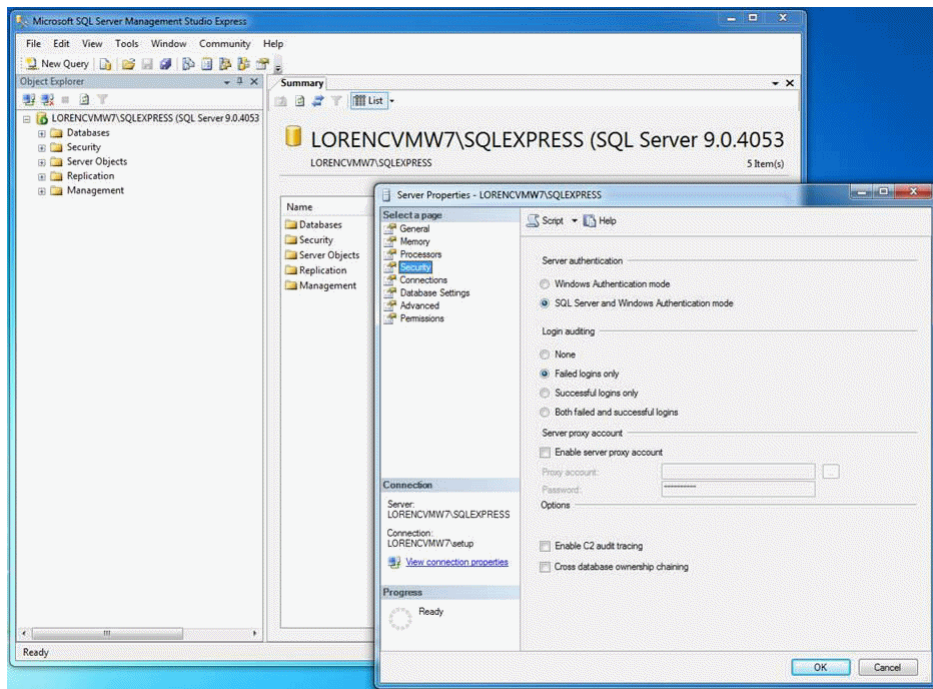 Microsoft SQL Server Management Studio Express
File Edit View Tools Window Community Help
New Query
Object Explorer
LORENCVMW7\SQLEXPRESS (SQL Server 9.0.4053
Databases
Security
Server Objects
Replication
Management
Summary
List
LORENCVMW7\SQLEXPRESS (SQL Server 9.0.4053
LORENCVMW7\SQLEXPRESS 5 Item(s)
Name
Databases
Security
Server Objects
Replication
Management
Ready
Server Properties - LORENCVMW7\SQLEXPRESS
Select a page
General
Memory
Processors
Security
Connections
Database Settings
Advanced
Permissions
Connection
Server:
LORENCVMW7\SQLEXPRESS
Connection:
LORENCVMW7\setup
View connection properties
Progress
Ready
Script Help
Server authentication
Windows Authentication mode
SQL Server and Windows Authentication mode
Login auditing
None
Failed logins only
Successful logins only
Both failed and successful logins
Server proxy account
Enable server proxy account
Proxy account:
...
Password:
**********
Options
Enable C2 audit tracing
Cross database ownership chaining
OK Cancel